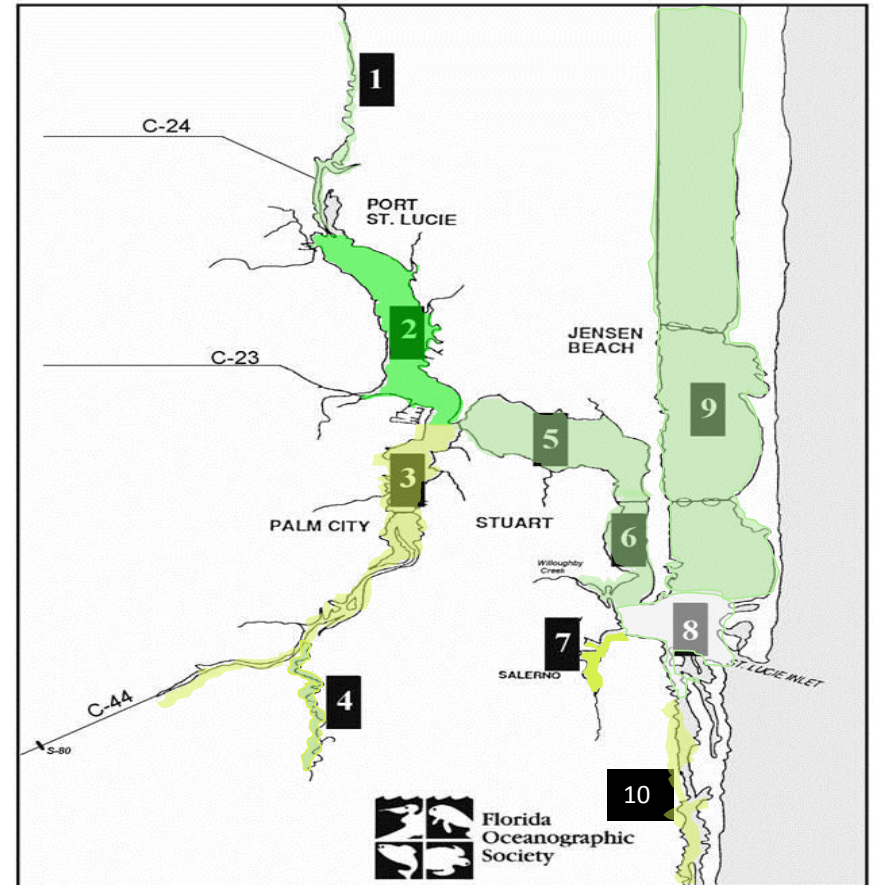 1
C-24
PORT
ST. LUCIE
2
JENSEN
BEACH
C-23
9
5
3
PALM CITY
STUART
6
Willoughby
Creek
8
7
ST. LUCIE INLET
SALERNO
4
C-44
S-80
10
Florida
Oceanographic
Society